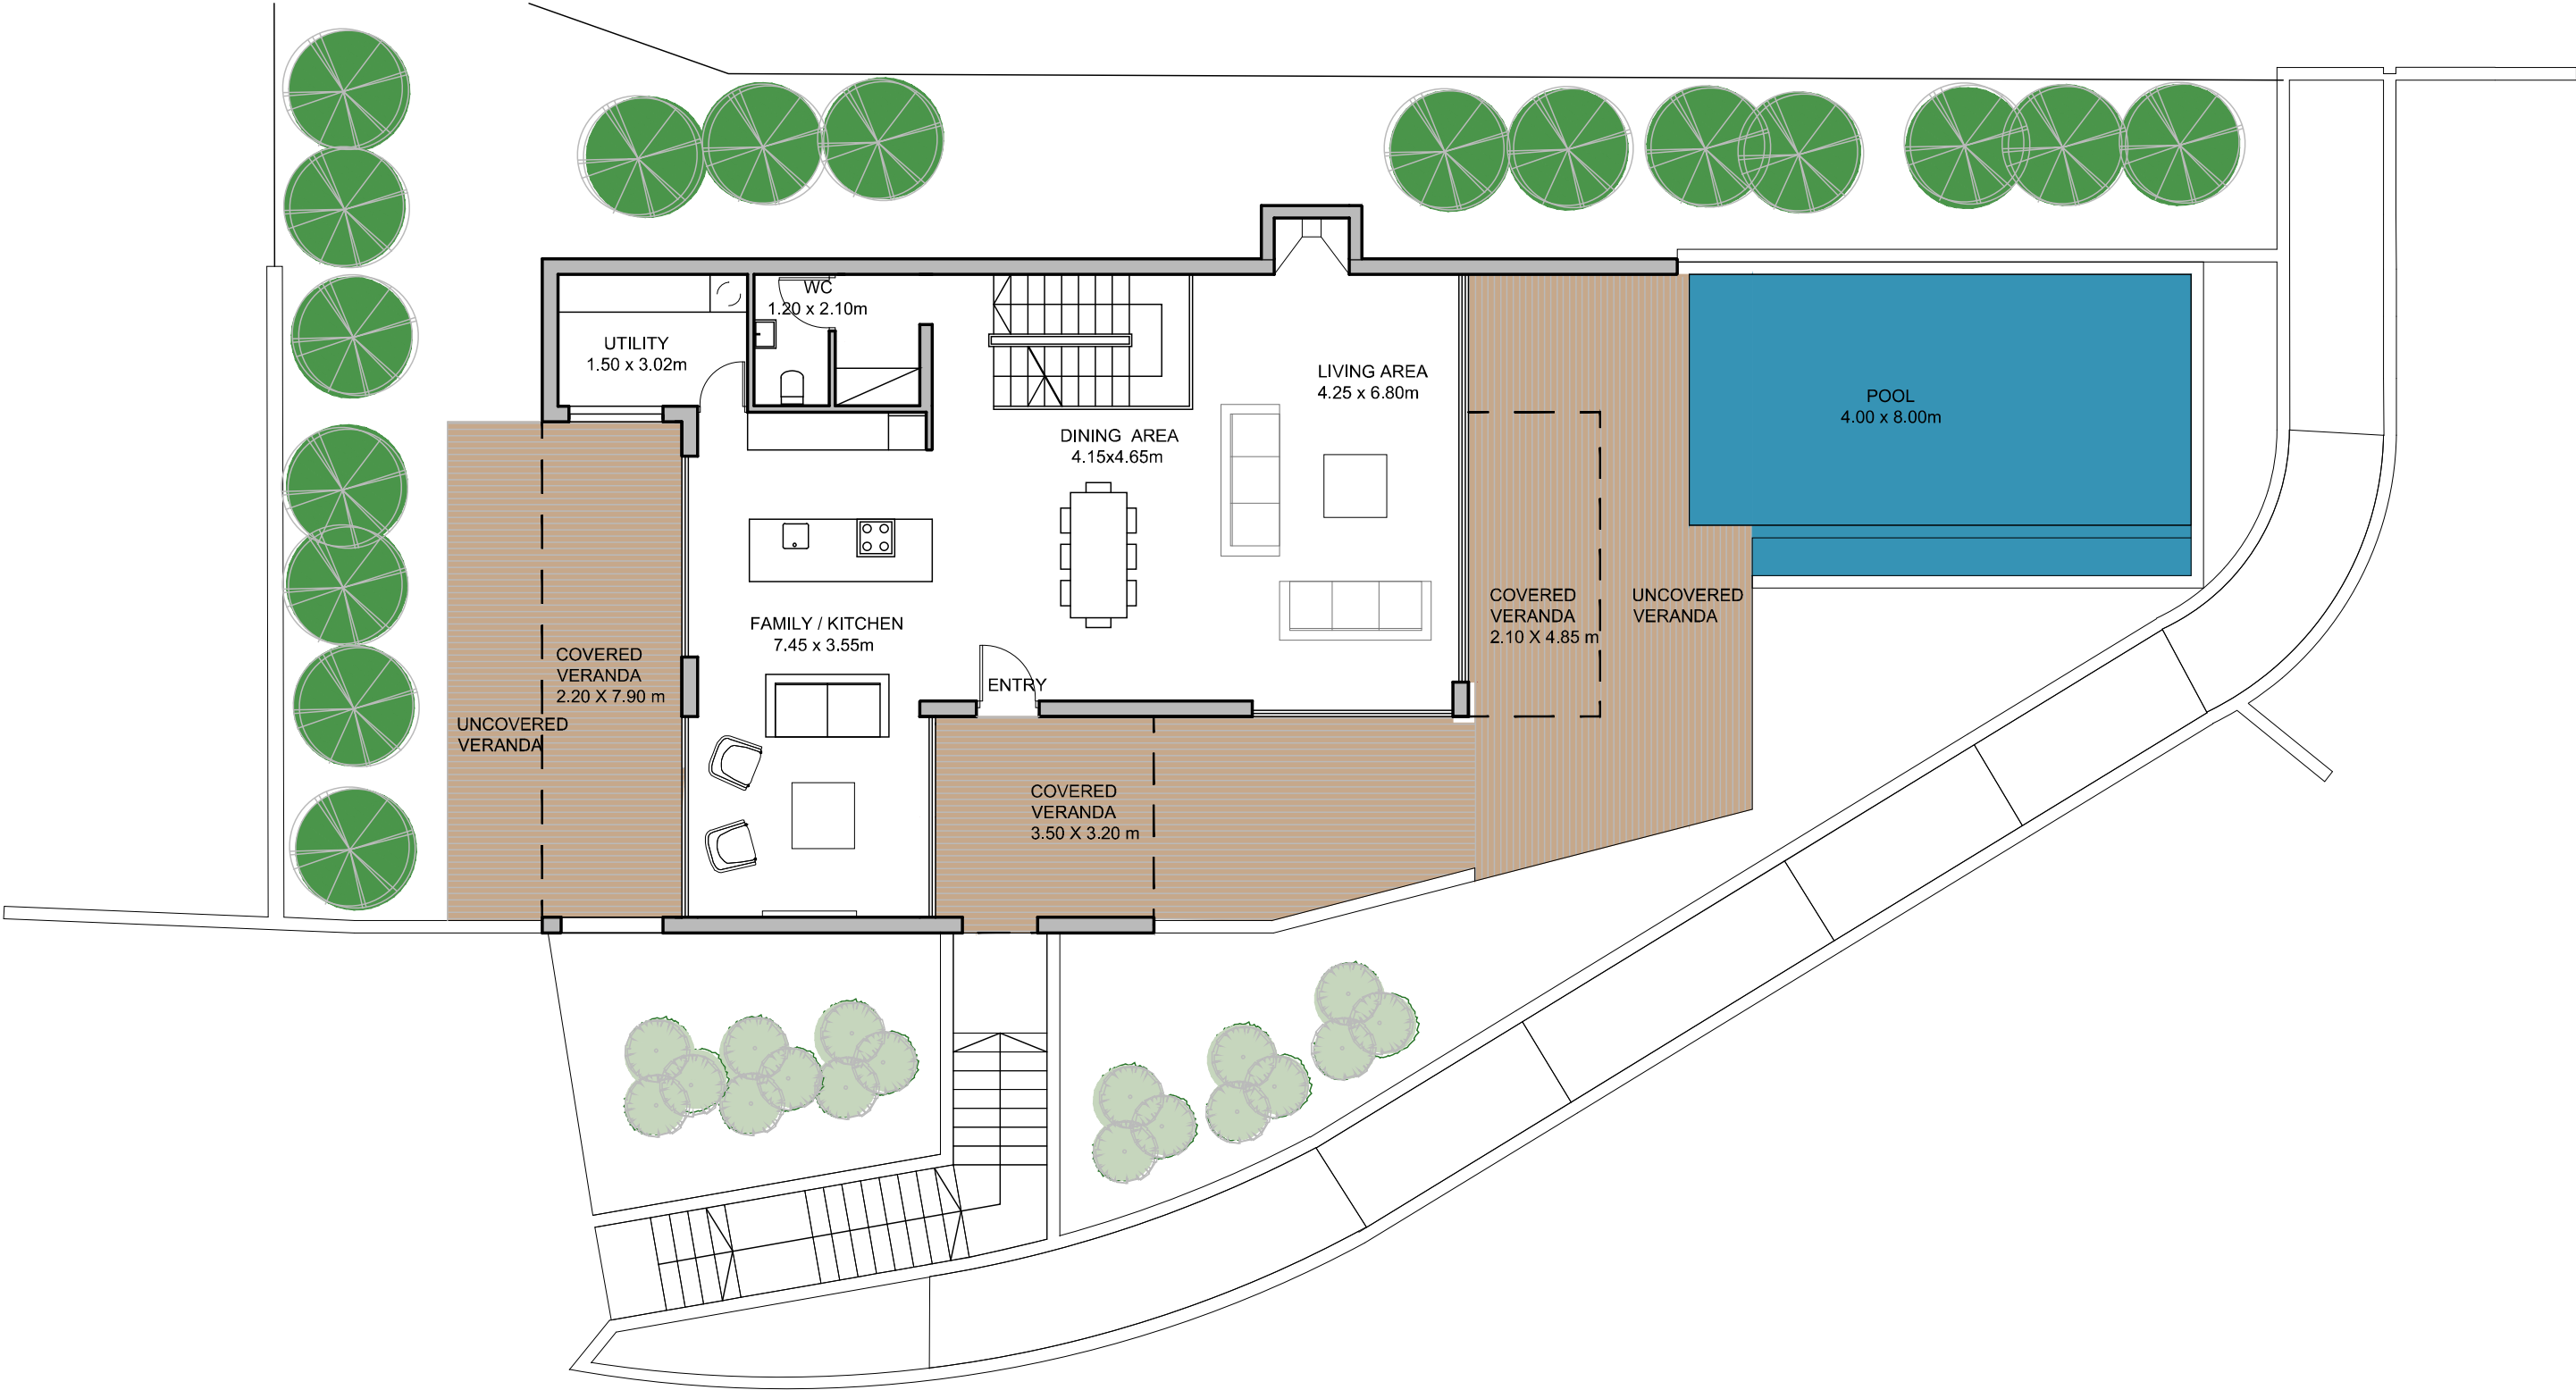 WC
1.20 x 2.10m
UTILITY
1.50 x 3.02m
LIVING AREA
4.25 x 6.80m
POOL
4.00 x 8.00m
DINING  AREA
4.15x4.65m
COVERED
VERANDA
2.10 X 4.85 m
UNCOVERED
VERANDA
FAMILY / KITCHEN
7.45 x 3.55m
COVERED
VERANDA
2.20 X 7.90 m
ENTRY
UNCOVERED
VERANDA
COVERED
VERANDA
3.50 X 3.20 m